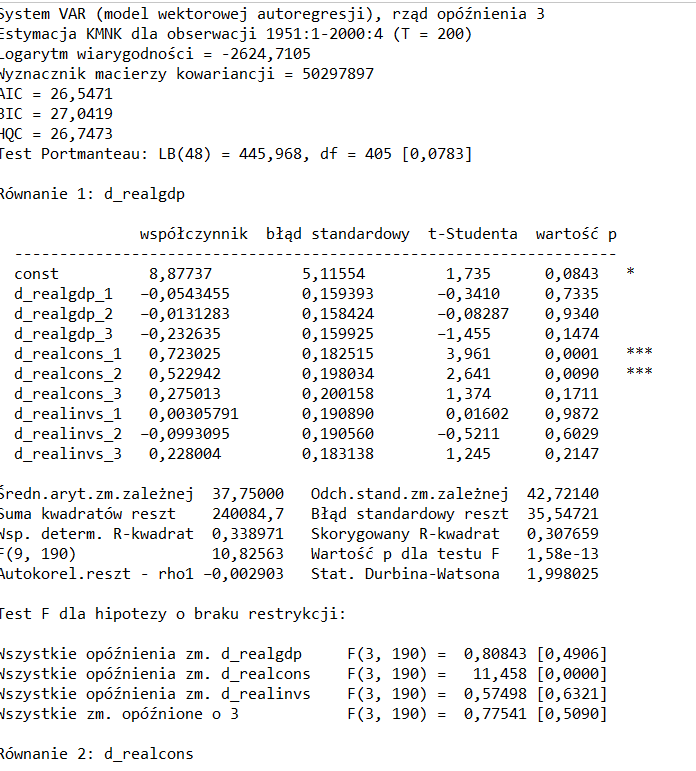 System VAR (model wektorowej autoregresji), rząd opóźnienia 3
Estymacja KMNK dla obserwacji 1951:1-2000:4 (T = 200)
Logarytm wiarygodności = -2624,7105
Wyznacznik macierzy kowariancji = 50297897
AIC = 26,5471
BIC = 27,0419
HQC = 26,7473
Test Portmanteau: LB(48) = 445,968, df = 405 [0,0783]
Równanie 1: d_realgdp
współczynnik błąd standardowy t-Studenta wartość p
-------------------------------------------------------------------
const 8,87737 5,11554 1,735 0,0843 *
d_realgdp_1 −0,0543455 0,159393 −0,3410 0,7335
d_realgdp_2 −0,0131283 0,158424 −0,08287 0,9340
d_realgdp_3 −0,232635 0,159925 −1,455 0,1474
d_realcons_1 0,723025 0,182515 3,961 0,0001 ***
d_realcons_2 0,522942 0,198034 2,641 0,0090 ***
d_realcons_3 0,275013 0,200158 1,374 0,1711
d_realinvs_1 0,00305791 0,190890 0,01602 0,9872
d_realinvs_2 −0,0993095 0,190560 −0,5211 0,6029
d_realinvs_3 0,228004 0,183138 1,245 0,2147
Średn.aryt.zm.zależnej 37,75000 Odch.stand.zm.zależnej 42,72140
Suma kwadratów reszt 240084,7 Błąd standardowy reszt 35,54721
Wsp. determ. R-kwadrat 0,338971 Skorygowany R-kwadrat 0,307659
F(9, 190) 10,82563 Wartość p dla testu F 1,58e-13
Autokorel.reszt - rho1 −0,002903 Stat. Durbina-Watsona 1,998025
Test F dla hipotezy o braku restrykcji:
Wszystkie opóźnienia zm. d_realgdp F(3, 190) = 0,80843 [0,4906]
Wszystkie opóźnienia zm. d_realcons F(3, 190) = 11,458 [0,0000]
Wszystkie opóźnienia zm. d_realinvs F(3, 190) = 0,57498 [0,6321]
Wszystkie zm. opóźnione o 3 F(3, 190) = 0,77541 [0,5090]
Równanie 2: d_realcons